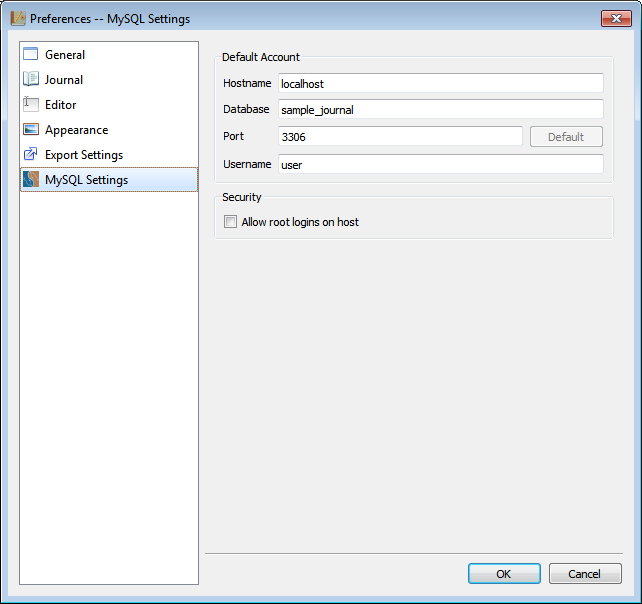 Preferences -- MySQL Settings
General
Journal
Editor
Appearance
Export Settings
MySQL Settings
Default Account
Hostname localhost
Database sample_journal
Port 3306 Default
Username user
Security
Allow root logins on host
OK Cancel